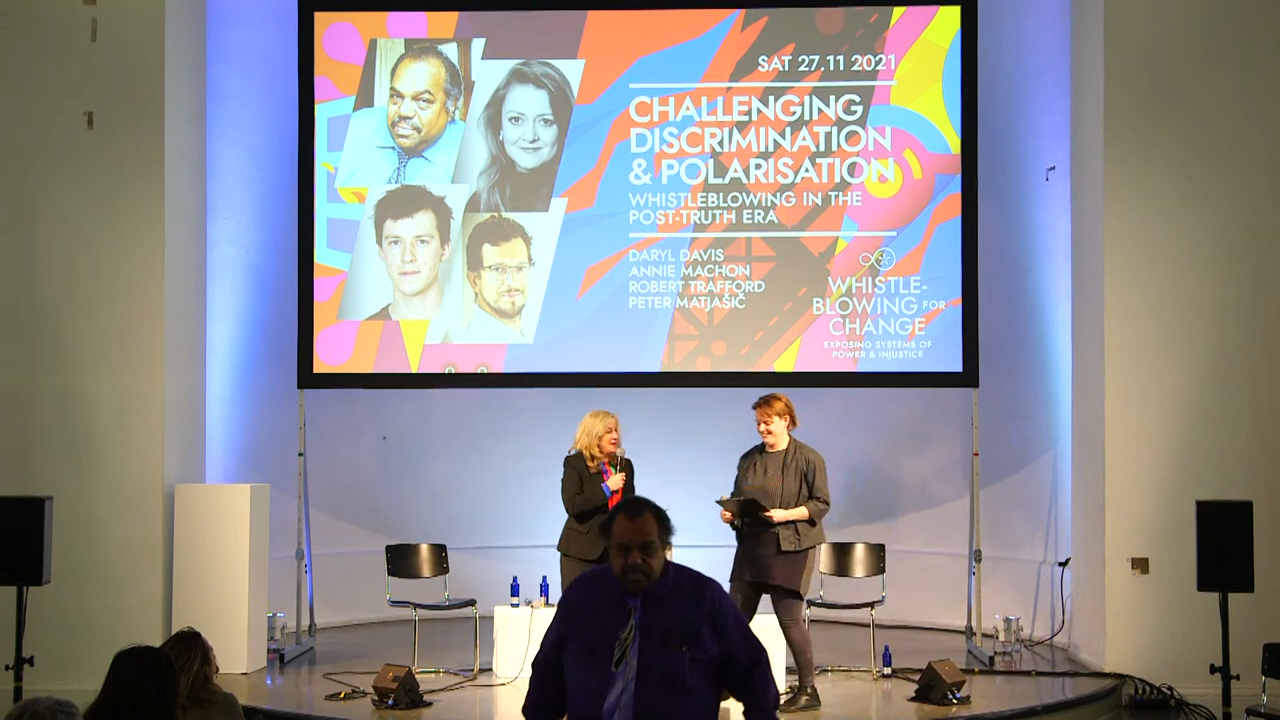 SAT 27.11 2021
CHALLENGING
DISCRIMINATION
& POLARISATION
WHISTLEBLOWING IN THE
POST-TRUTH ERA
DARYL DAVIS
ANNIE MACHON
ROBERT TRAFFORD
PETER MATJAŠIČ
WHISTLE-
BLOWING FOR
CHANGE
EXPOSING SYSTEMS OF
POWER & INJUSTICE